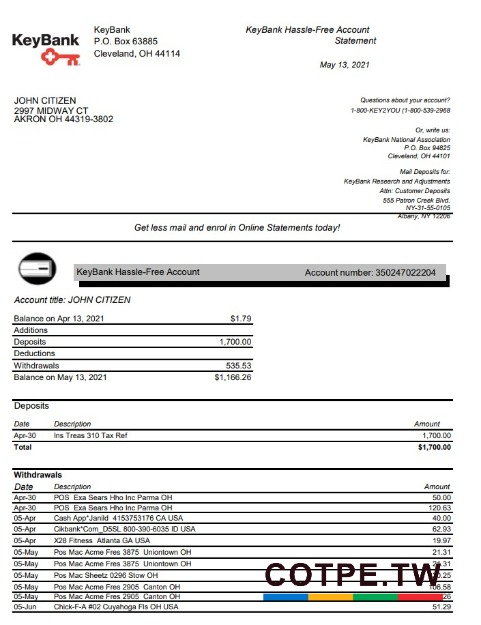 KeyBank
KeyBank
P.O. Box 63885
Cleveland, OH 44114
KeyBank Hassle-Free Account
Statement
May 13, 2021
JOHN CITIZEN
2997 MIDWAY CT
AKRON OH 44319-3802
Questions about your account?
1-800-KEY2YOU (1-800-539-2968
Or, write us:
KeyBank National Association
P.O. Box 94825
Cleveland, OH 44101
Mail Deposits for:
KeyBank Research and Adjustments
Attn: Customer Deposits
555 Patron Creek Blvd.
NY-31-55-0105
Albany, NY 12206
Get less mail and enrol in Online Statements today!
KeyBank Hassle-Free Account Account number: 350247022204
Account title: JOHN CITIZEN
Balance on Apr 13, 2021 $1.79
Additions
Deposits 1,700.00
Deductions
Withdrawals 535.53
Balance on May 13, 2021 $1,166.26
Deposits
Date Description Amount
Apr-30 Ins Treas 310 Tax Ref 1,700.00
Total $1,700.00
Withdrawals
Date Description Amount
Apr-30 POS Exa Sears Hho Inc Parma OH 50.00
Apr-30 POS Exa Sears Hho Inc Parma OH 120.63
05-Apr Cash App*Janild 4153753176 CA USA 40.00
05-Apr Cikbank*Com_D5SL 800-390-6035 ID USA 62.93
05-Apr X28 Fitness Atlanta GA USA 19.97
05-May Pos Mac Acme Fres 3875 Uniontown OH 21.31
05-May Pos Mac Acme Fres 3875 Uniontown OH
05-May Pos Mac Sheetz 0296 Stow OH
05-May Pos Mac Acme Fres 2905 Canton OH
05-May Pos Mac Acme Fres 2905 Canton OH
05-Jun Chick-F-A #02 Cuyahoga Fls OH USA 51.29
COTPE.TW